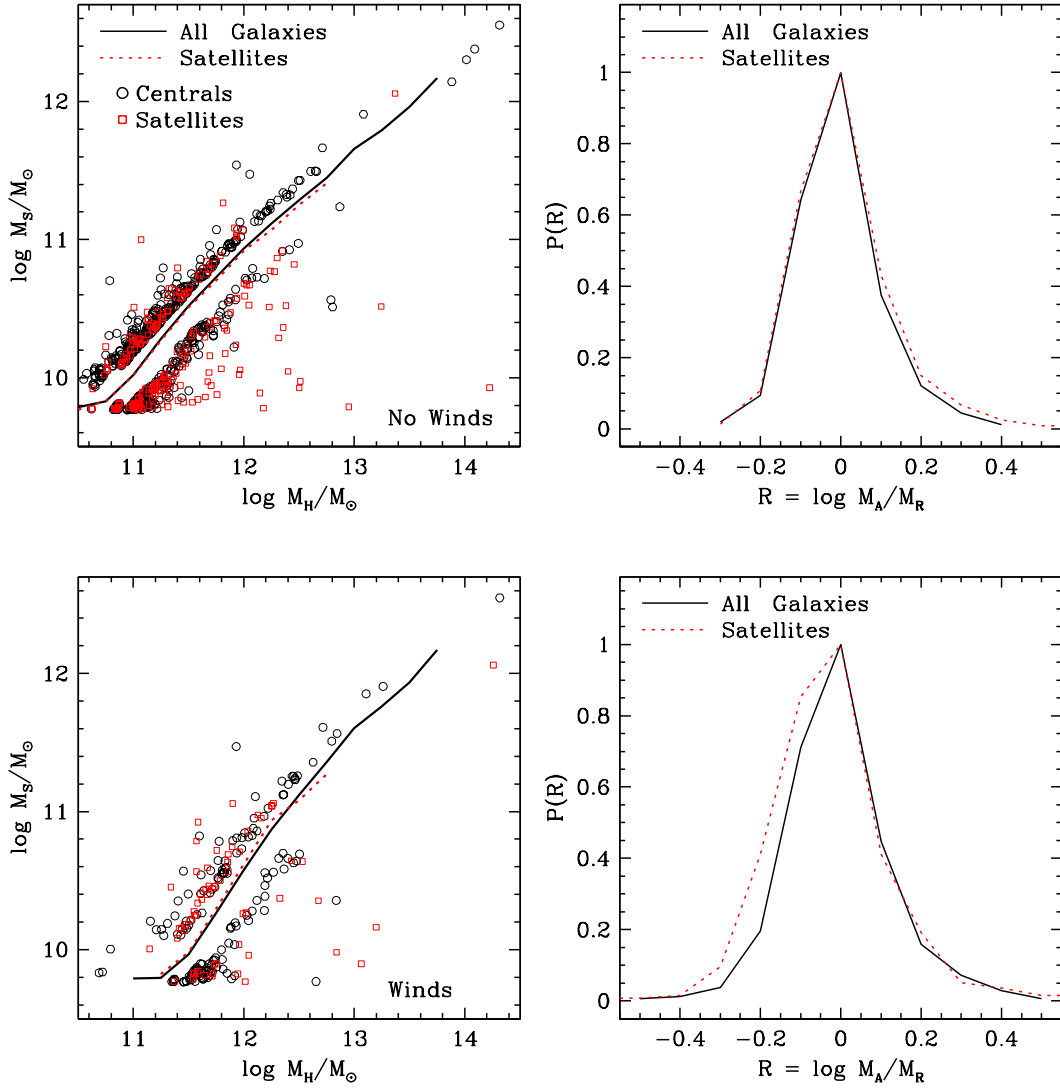 All Galaxies
Satellites
Centrals
Satellites
12
11
10
log M_S/M_⊙
No Winds
11 12 13 14
log M_H/M_⊙
All Galaxies
Satellites
1
0.8
0.6
0.4
0.2
0
P(R)
−0.4 −0.2 0 0.2 0.4
R = log M_A/M_R
12
11
10
log M_S/M_⊙
Winds
11 12 13 14
log M_H/M_⊙
All Galaxies
Satellites
1
0.8
0.6
0.4
0.2
0
P(R)
−0.4 −0.2 0 0.2 0.4
R = log M_A/M_R